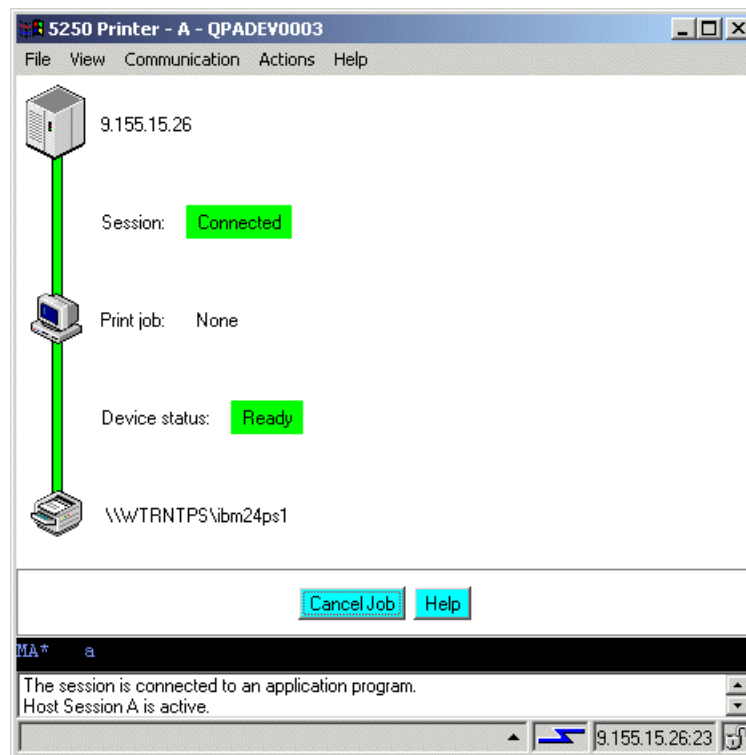 5250 Printer - A - QPADEV0003
File View Communication Actions Help
9.155.15.26
Session: Connected
Print job: None
Device status: Ready
\\WTRNTPS\ibm24ps1
Cancel Job Help
MA* a
The session is connected to an application program.
Host Session A is active.
9.155.15.26:23